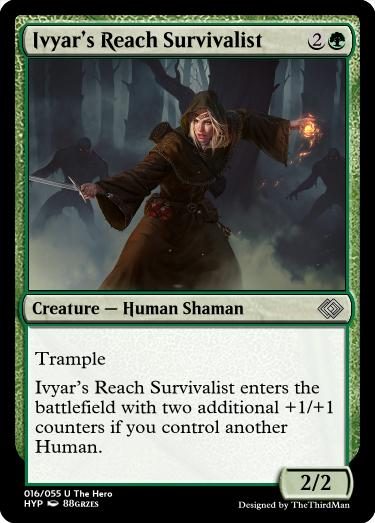 Ivyar's Reach Survivalist 2
Creature — Human Shaman
Trample
Ivyar's Reach Survivalist enters the
battlefield with two additional +1/+1
counters if you control another
Human.
2/2
016/055 U The Hero
HYP 88GRZES
Designed by TheThirdMan